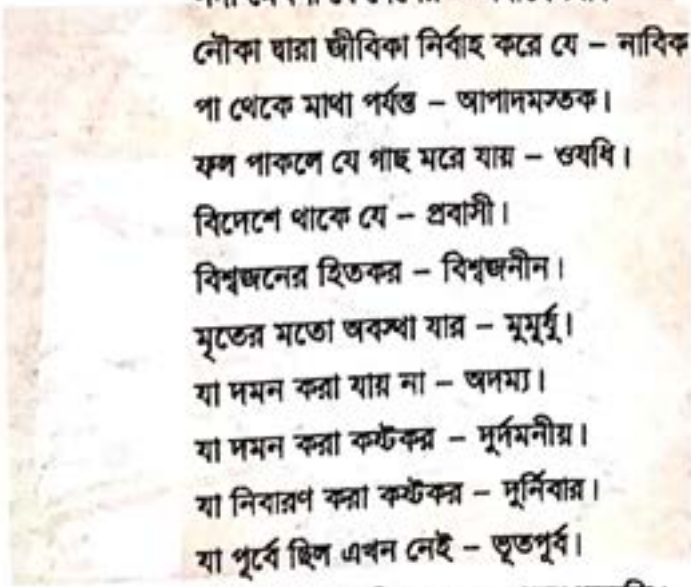 নৌকা দ্বারা জীবিকা নির্বাহ করে যে – নাবিক
পা থেকে মাথা পর্যন্ত – আপাদমস্তক।
ফল পাকলে যে গাছ মরে যায় – ওষধি।
বিদেশে থাকে যে – প্রবাসী।
বিশ্বজনের হিতকর – বিশ্বজনীন।
মৃতের মতো অবস্থা যার – মুমূর্ষু।
যা দমন করা যায় না – অদম্য।
যা দমন করা কষ্টকর – দুর্দমনীয়।
যা নিবারণ করা কষ্টকর – দুর্নিবার।
যা পূর্বে ছিল এখন নেই – ভূতপূর্ব।